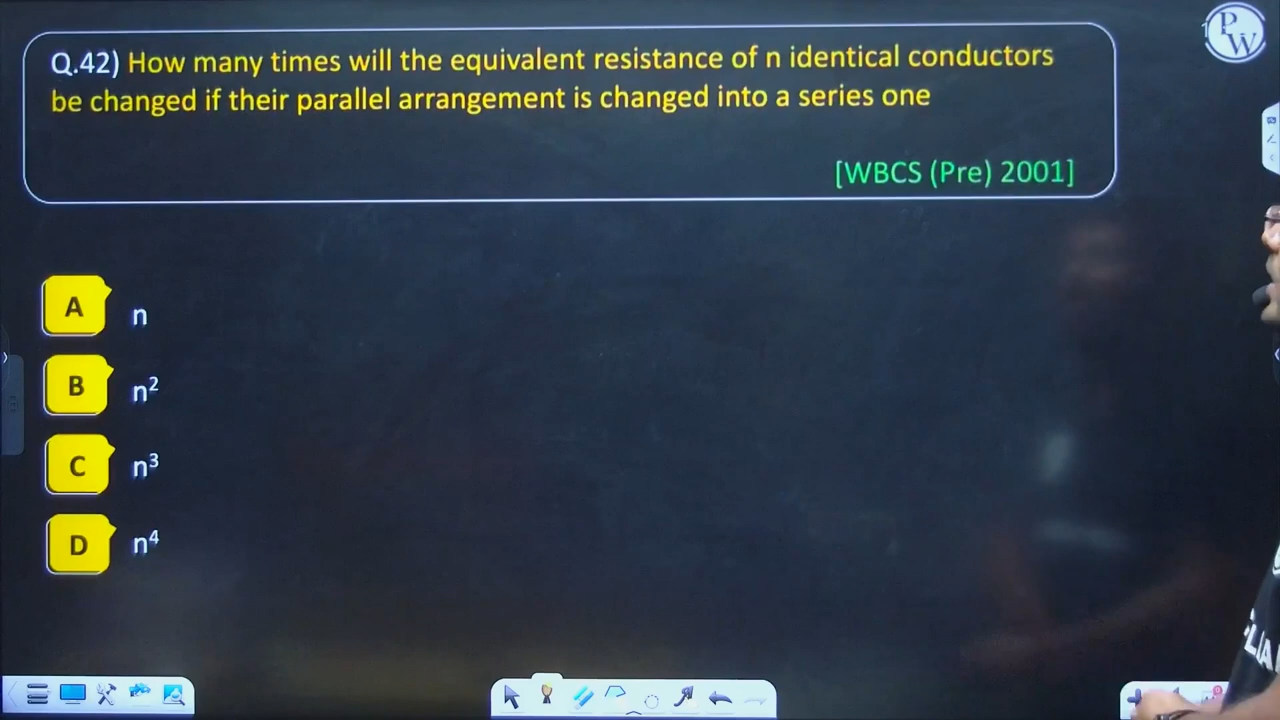 Q.42) How many times will the equivalent resistance of n identical conductors
be changed if their parallel arrangement is changed into a series one
[WBCS (Pre) 2001]
PW
A n
B n²
C n³
D n⁴